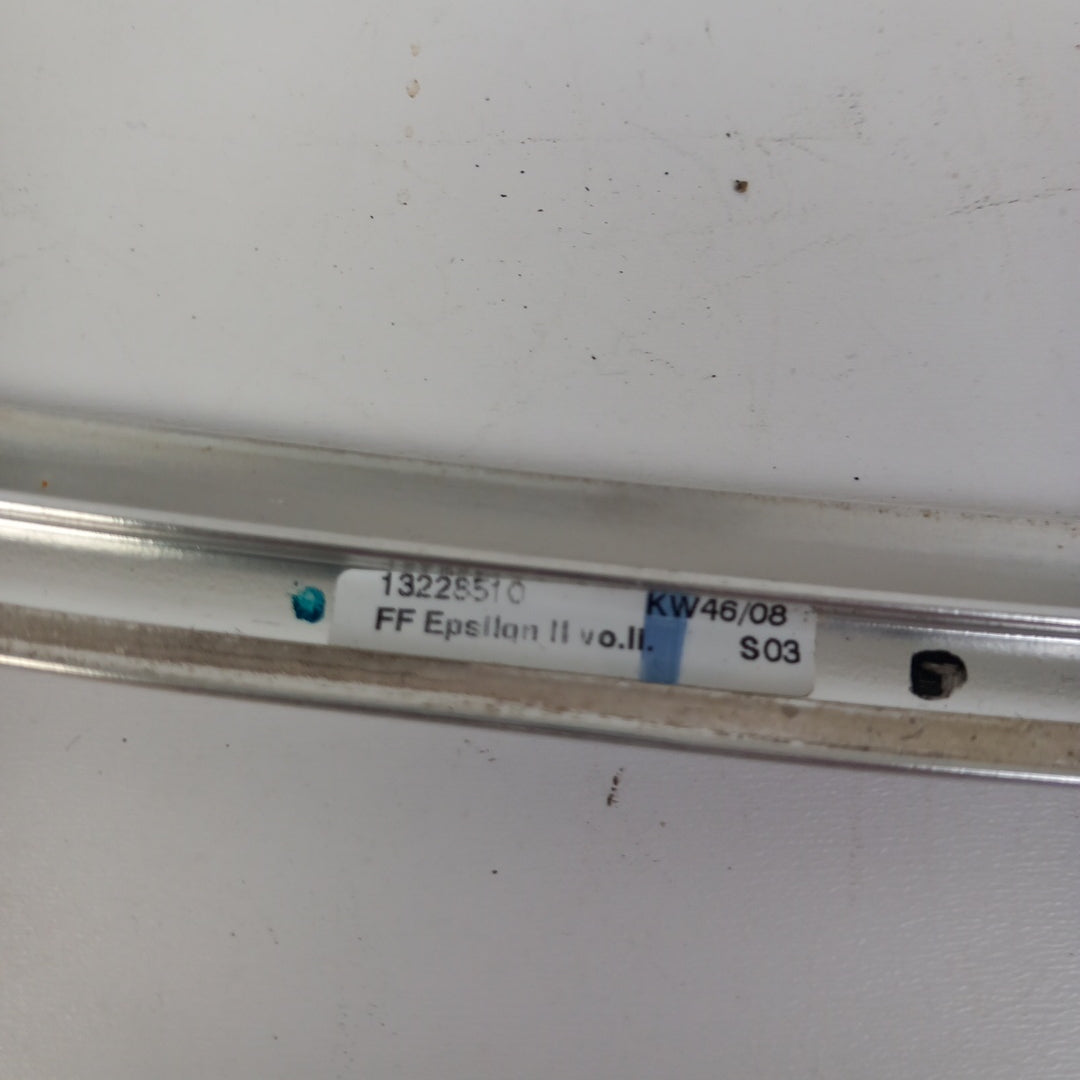 13228510
FF Epsilon II vo.li.
KW46/08
S03